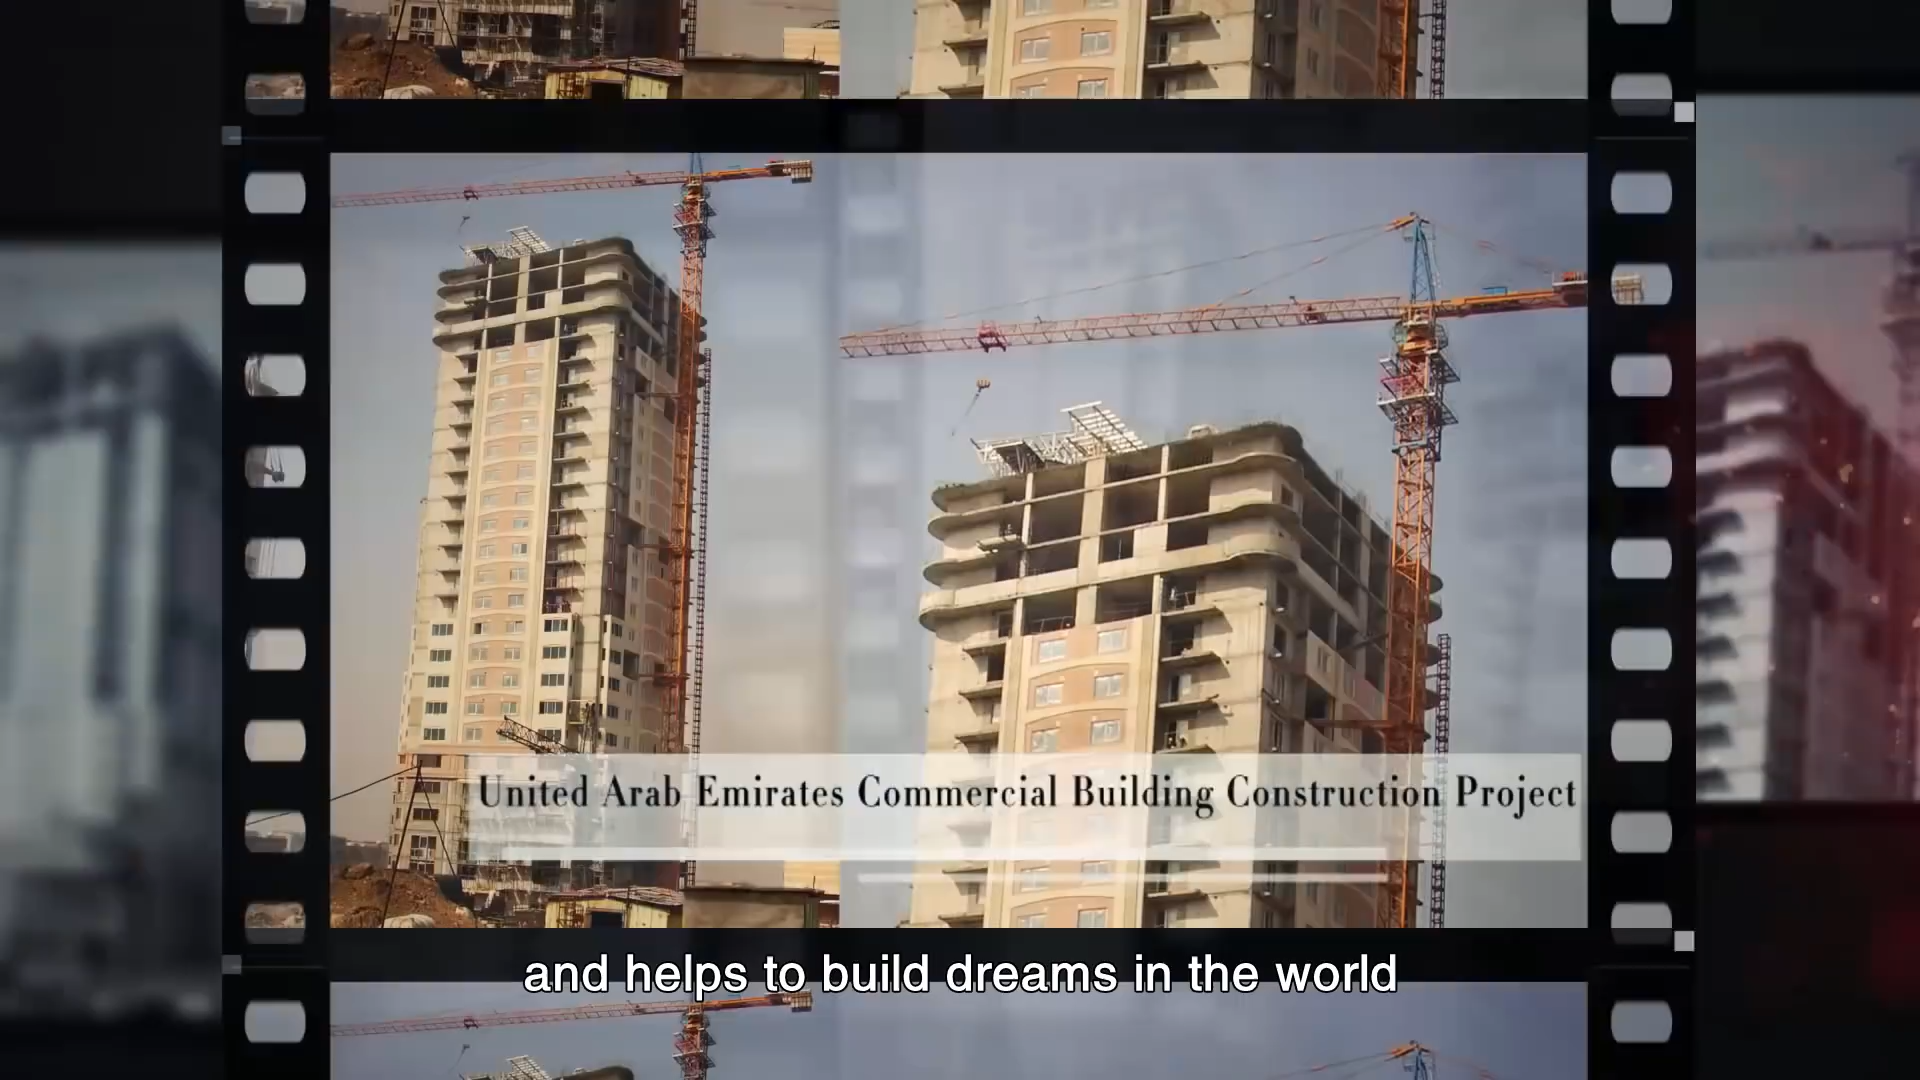 United Arab Emirates Commercial Building Construction Project
and helps to build dreams in the world